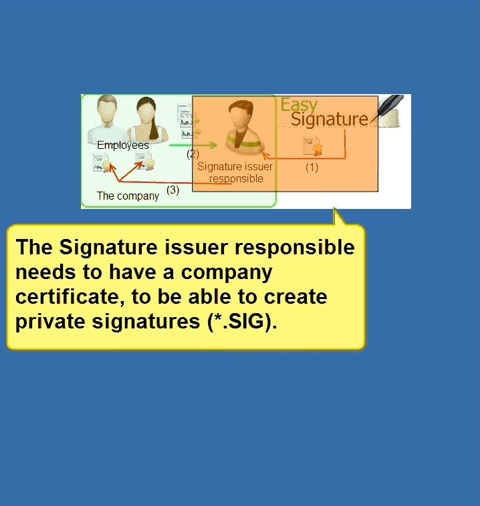 Easy
Signature
Employees
(2)
Signature issuer
responsible
(1)
(3)
The company
The Signature issuer responsible
needs to have a company
certificate, to be able to create
private signatures (*.SIG).